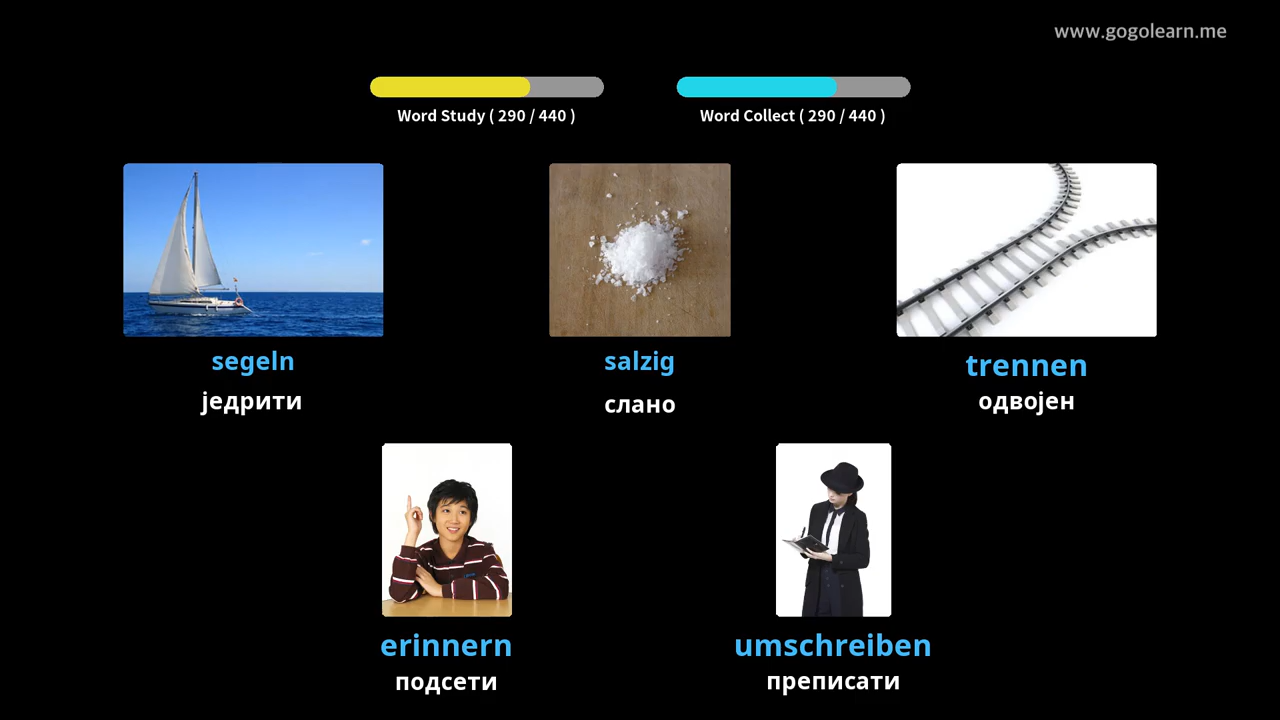 www.gogolearn.me
Word Study ( 290 / 440 )
Word Collect ( 290 / 440 )
segeln
једрити
salzig
слано
trennen
одвојен
erinnern
подсети
umschreiben
преписати